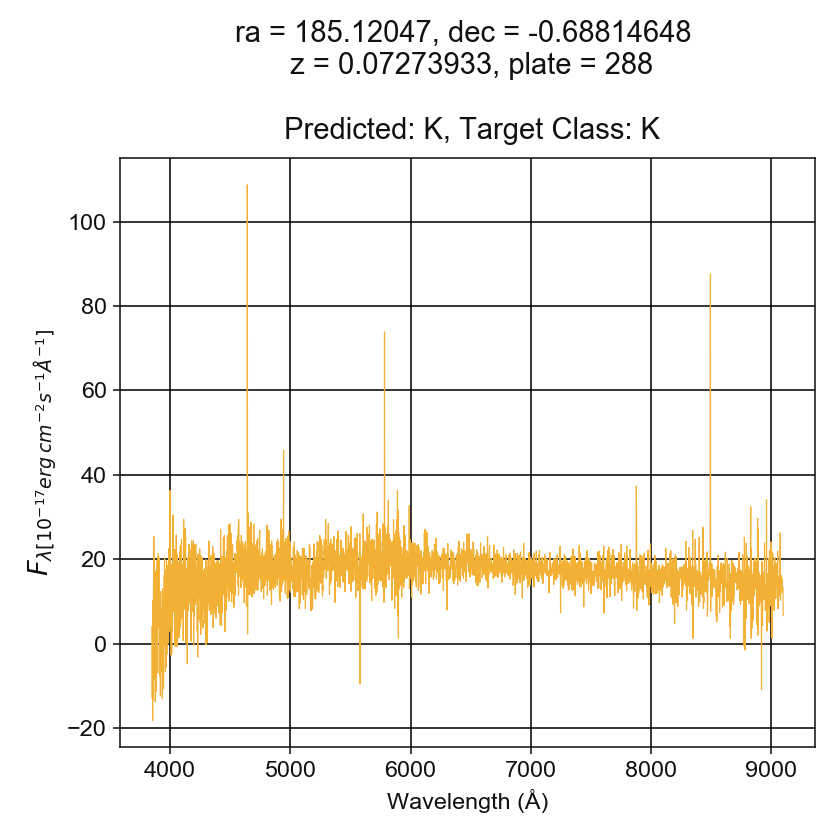 ra = 185.12047, dec = -0.68814648
z = 0.07273933, plate = 288
Predicted: K, Target Class: K
F_λ[10^{-17} erg cm^{-2} s^{-1} Å^{-1}]
100
80
60
40
20
0
−20
4000 5000 6000 7000 8000 9000
Wavelength (Å)